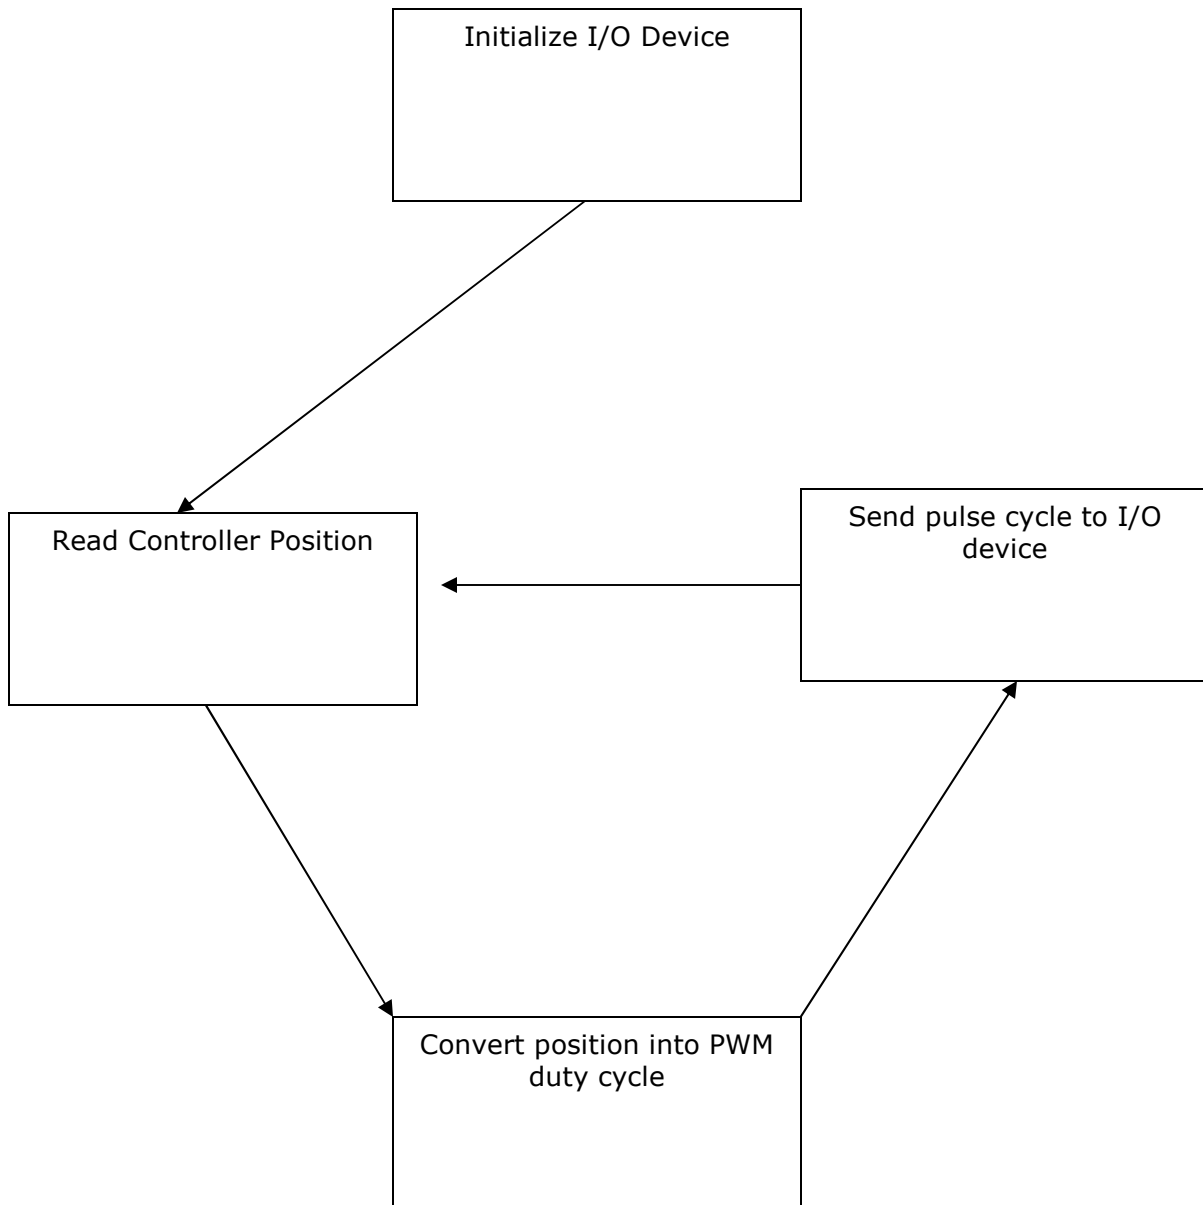 Initialize I/O Device
Read Controller Position
Send pulse cycle to I/O
device
Convert position into PWM
duty cycle